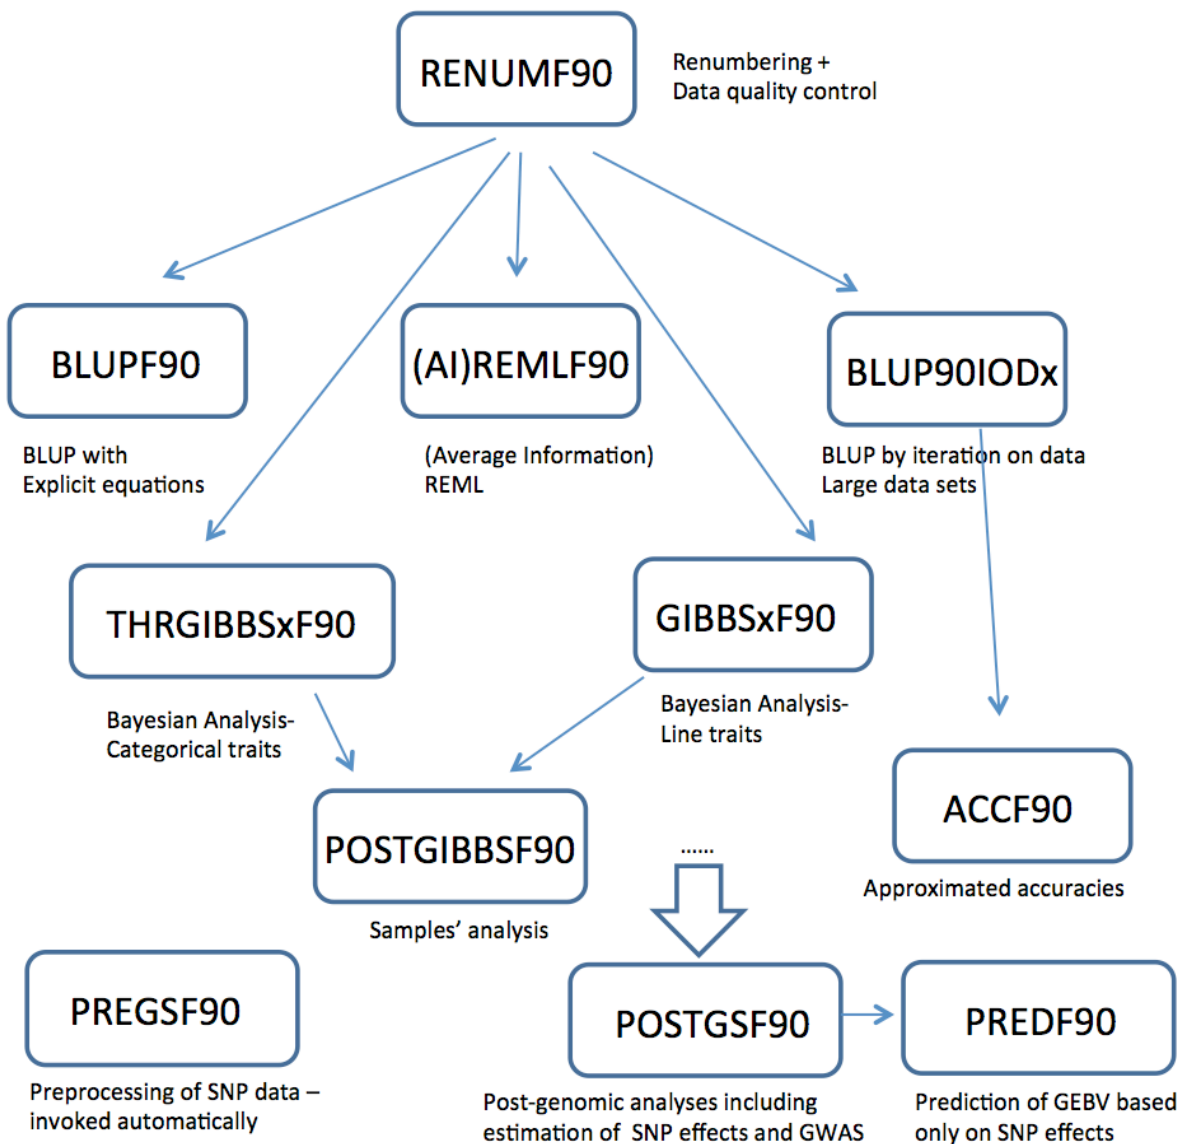 RENUMF90
Renumbering +
Data quality control
BLUPF90
(AI)REMLF90
BLUP90IODx
BLUP with
Explicit equations
(Average Information)
REML
BLUP by iteration on data
Large data sets
THRGIBBSxF90
GIBBSxF90
Bayesian Analysis-
Categorical traits
Bayesian Analysis-
Line traits
POSTGIBBSF90
ACCF90
Samples’ analysis
......
Approximated accuracies
PREGSF90
POSTGSF90
PREDF90
Preprocessing of SNP data –
invoked automatically
Post-genomic analyses including
estimation of SNP effects and GWAS
Prediction of GEBV based
only on SNP effects